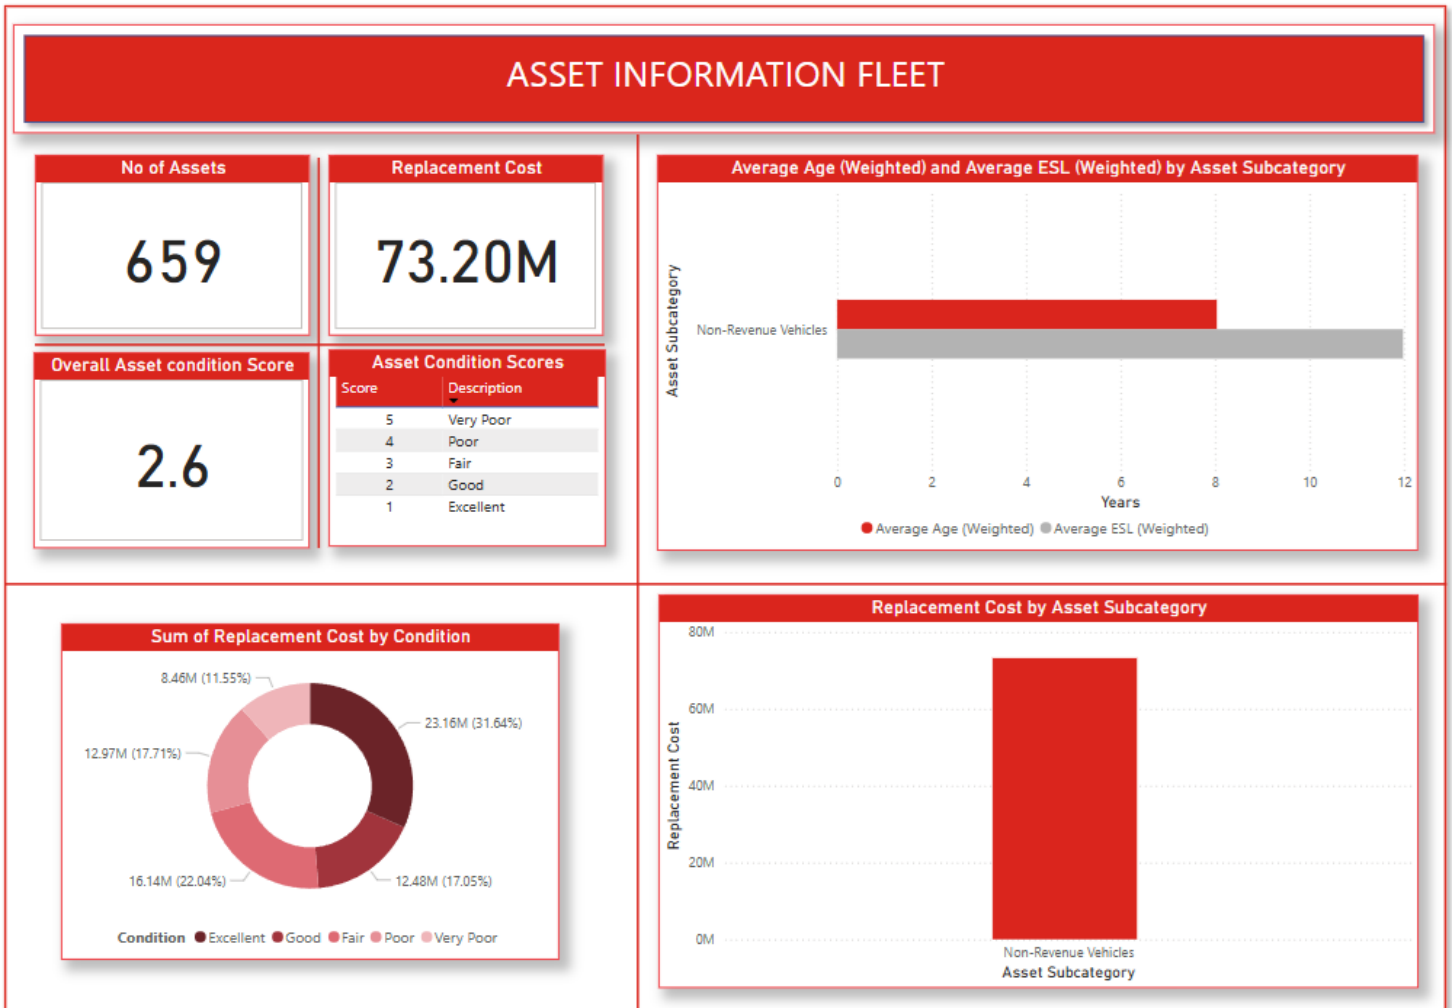 ASSET INFORMATION FLEET
No of Assets
659
Replacement Cost
73.20M
Overall Asset condition Score
2.6
Asset Condition Scores
Score Description
5 Very Poor
4 Poor
3 Fair
2 Good
1 Excellent
Average Age (Weighted) and Average ESL (Weighted) by Asset Subcategory
Asset Subcategory
Non-Revenue Vehicles
0 2 4 6 8 10 12
Years
Average Age (Weighted) Average ESL (Weighted)
Sum of Replacement Cost by Condition
8.46M (11.55%)
23.16M (31.64%)
12.97M (17.71%)
16.14M (22.04%)
12.48M (17.05%)
Condition Excellent Good Fair Poor Very Poor
Replacement Cost by Asset Subcategory
Replacement Cost
80M
60M
40M
20M
0M
Non-Revenue Vehicles
Asset Subcategory